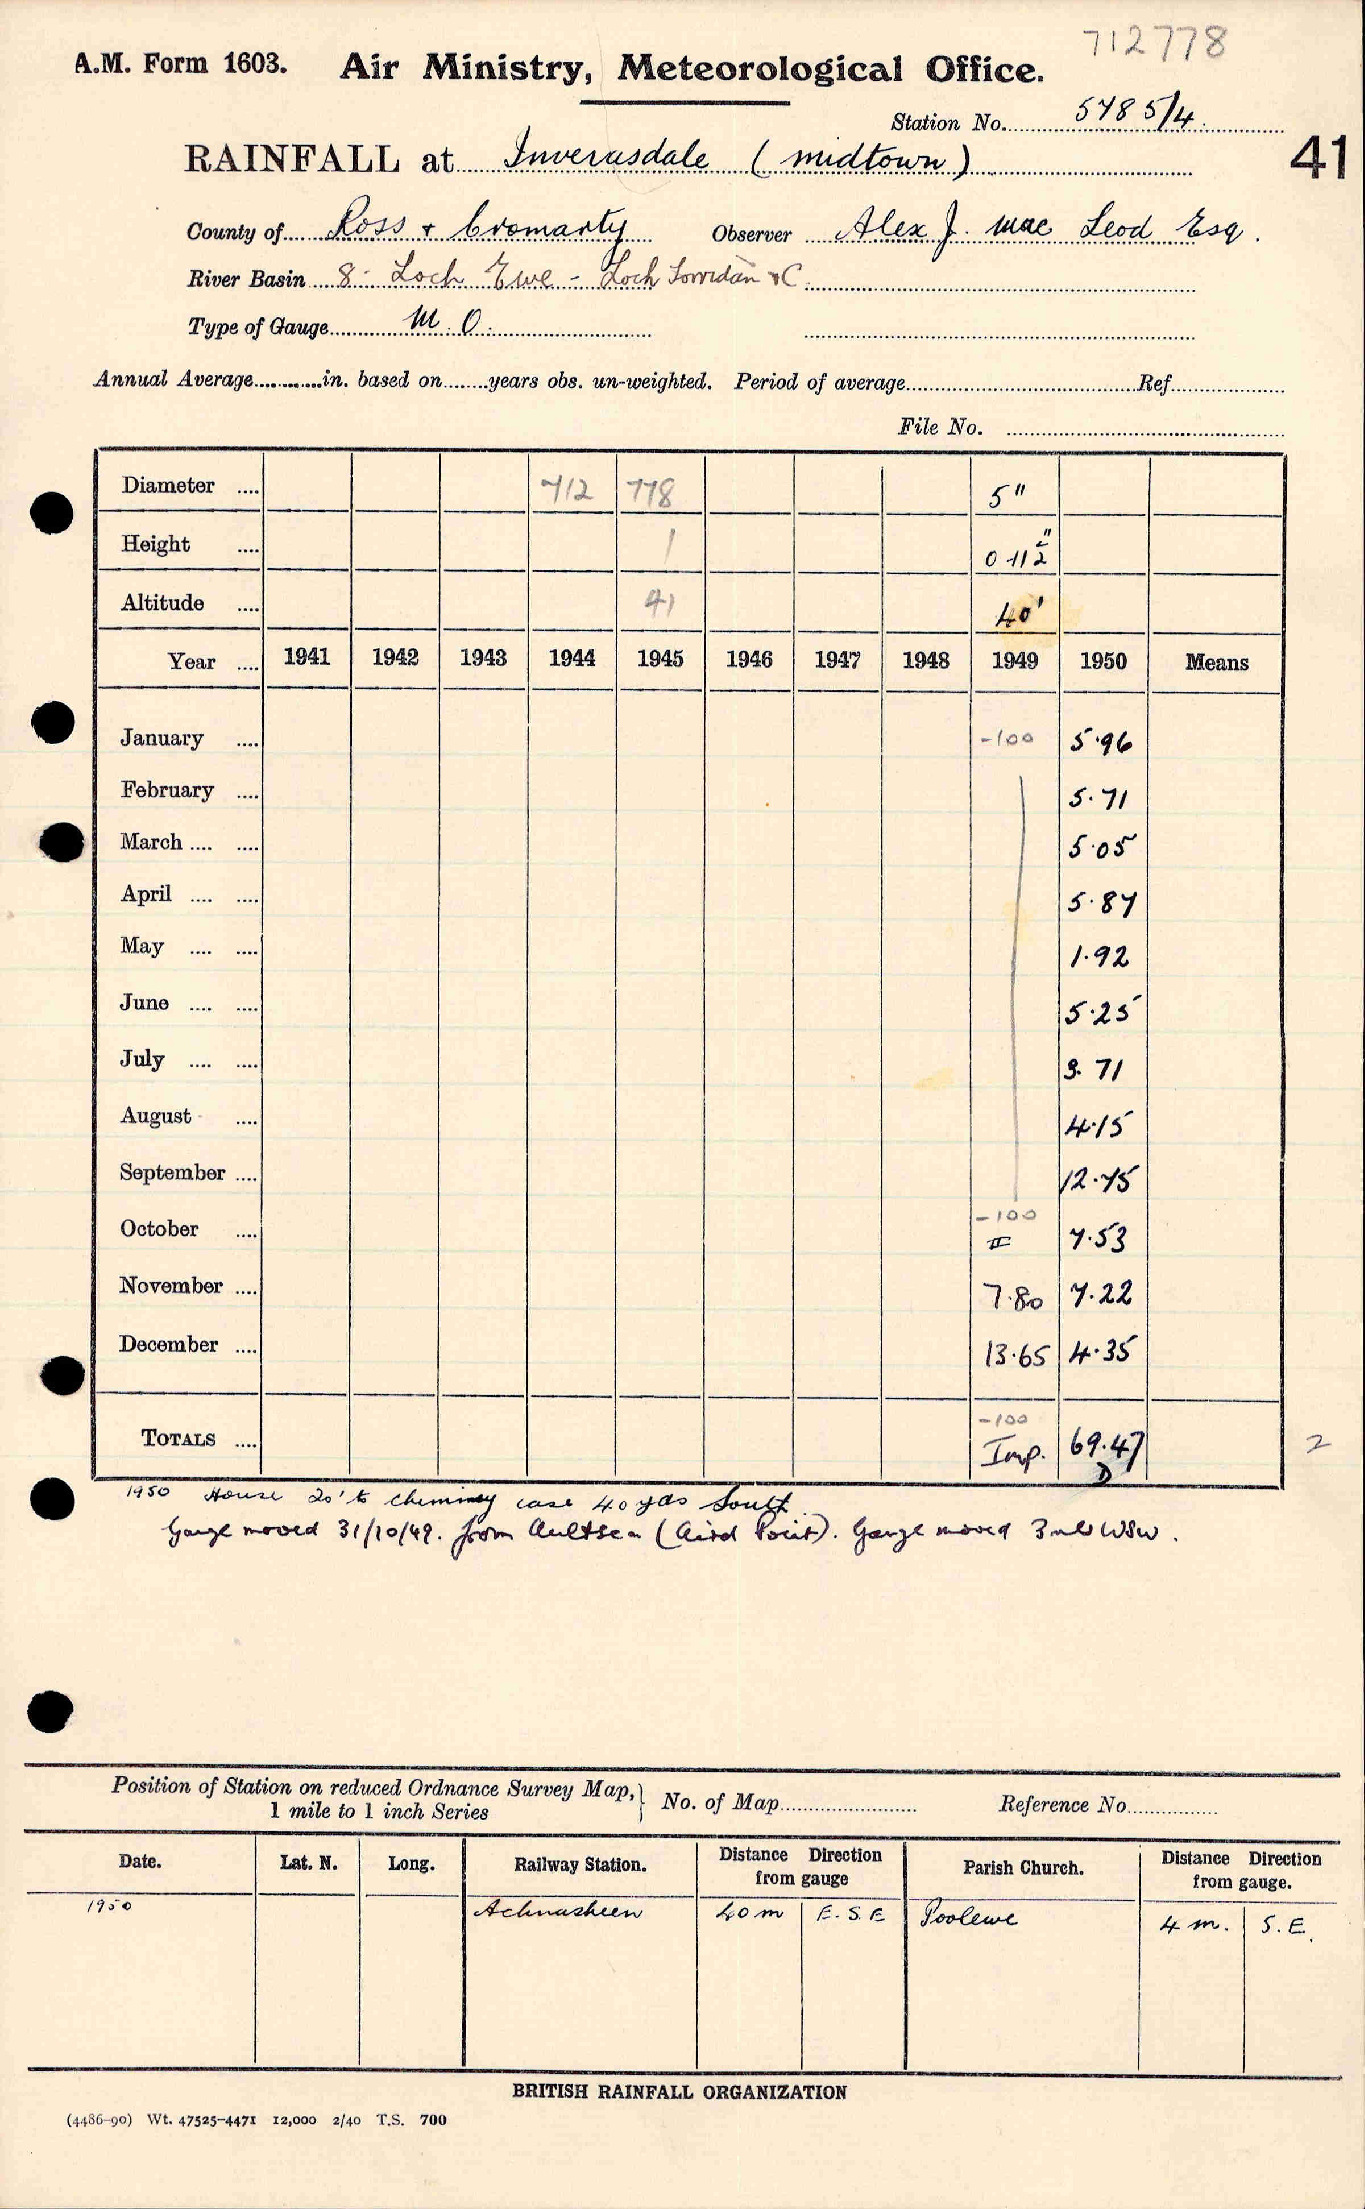 712778
A.M. Form 1603. Air Ministry, Meteorological Office.
Station No. 5785/4
RAINFALL at Inverasdale (midtown) 41
County of Ross + Cromarty Observer Alex J. Mac Leod Esq.
River Basin 8 - Loch Ewe - Loch Torridon &C.
Type of Gauge M.O.
Annual Average in. based on years obs. un-weighted. Period of average Ref
File No.
Diameter 712 778 5"
Height 1 0 11½"
Altitude 41 40'
Year 1941 1942 1943 1944 1945 1946 1947 1948 1949 1950 Means
January -100 5.96
February 5.71
March 5.05
April 5.87
May 1.92
June 5.25
July 3.71
August 4.15
September 12.75
-100
October 7.53
November 7.80 7.22
December 13.65 4.35
-100
TOTALS Imp. 69.47 2
D
1950 House 20' to chimney case 40 yds South
Gauge moved 31/10/49. from Aultbea (Aird Point). Gauge moved 3 mls WSW.
Position of Station on reduced Ordnance Survey Map, } No. of Map Reference No.
1 mile to 1 inch Series
Date. Lat. N. Long. Railway Station. Distance Direction from gauge Parish Church. Distance Direction from gauge.
1950 Achnasheen 40 m E.S.E Poolewe 4 m. S.E.
BRITISH RAINFALL ORGANIZATION
(4486-90) Wt. 47525-4471 12,000 2/40 T.S. 700